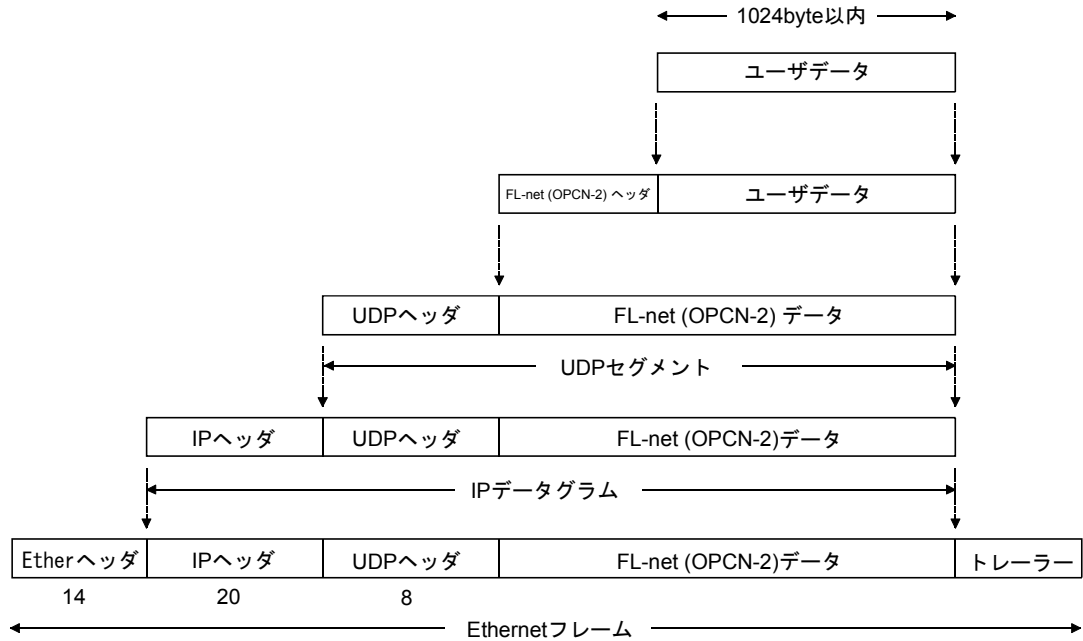 1024byte以内
ユーザデータ
FL-net (OPCN-2) ヘッダ ユーザデータ
UDPヘッダ FL-net (OPCN-2) データ
UDPセグメント
IPヘッダ UDPヘッダ FL-net (OPCN-2)データ
IPデータグラム
Etherヘッダ IPヘッダ UDPヘッダ FL-net (OPCN-2)データ トレーラー
14 20 8
Ethernetフレーム